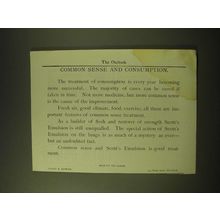 The Outlook
COMMON SENSE AND CONSUMPTION.
The treatment of consumption is every year becoming
more successful. The majority of cases can be cured if
taken in time. Not more medicine, but more common sense
is the cause of the improvement.
Fresh air, good climate, food, exercise, all these are im-
portant features of common sense treatment.
As a builder of flesh and restorer of strength Scott's
Emulsion is still unequalled. The special action of Scott's
Emulsion on the lungs is as much of a mystery as ever—
but an undoubted fact.
Common sense and Scott's Emulsion is good treat-
ment.